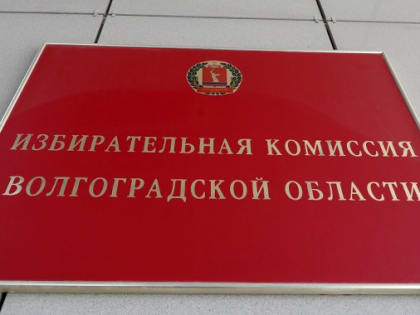 ИЗБИРАТЕЛЬНАЯ КОМИССИЯ
ВОЛГОГРАДСКОЙ ОБЛАСТИ